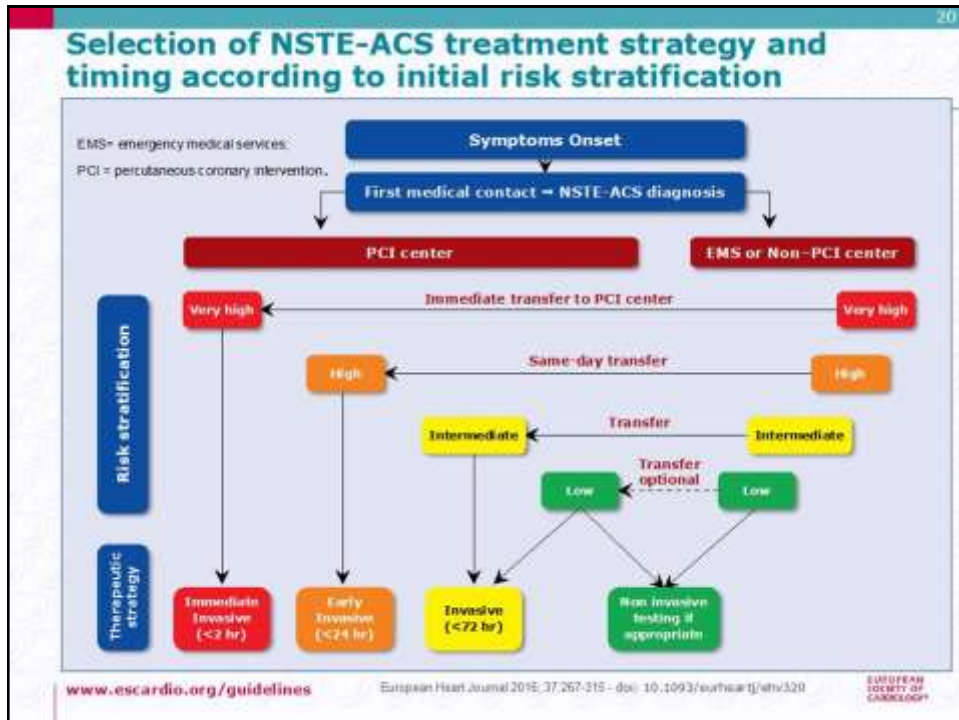 20
Selection of NSTE-ACS treatment strategy and
timing according to initial risk stratification
EMS= emergency medical services;
PCI = percutaneous coronary intervention.
Symptoms Onset
First medical contact → NSTE-ACS diagnosis
PCI center
EMS or Non-PCI center
Risk stratification
Very high
Immediate transfer to PCI center
Very high
High
Same-day transfer
High
Intermediate
Transfer
Intermediate
Low
Transfer
optional
Low
Therapeutic
strategy
Immediate
Invasive
(<2 hr)
Early
Invasive
(<24 hr)
Invasive
(<72 hr)
Non invasive
testing if
appropriate
www.escardio.org/guidelines
European Heart Journal 2016; 37:267-315 - doi: 10.1093/eurheartj/ehv320
EUROPEAN
SOCIETY OF
CARDIOLOGY®